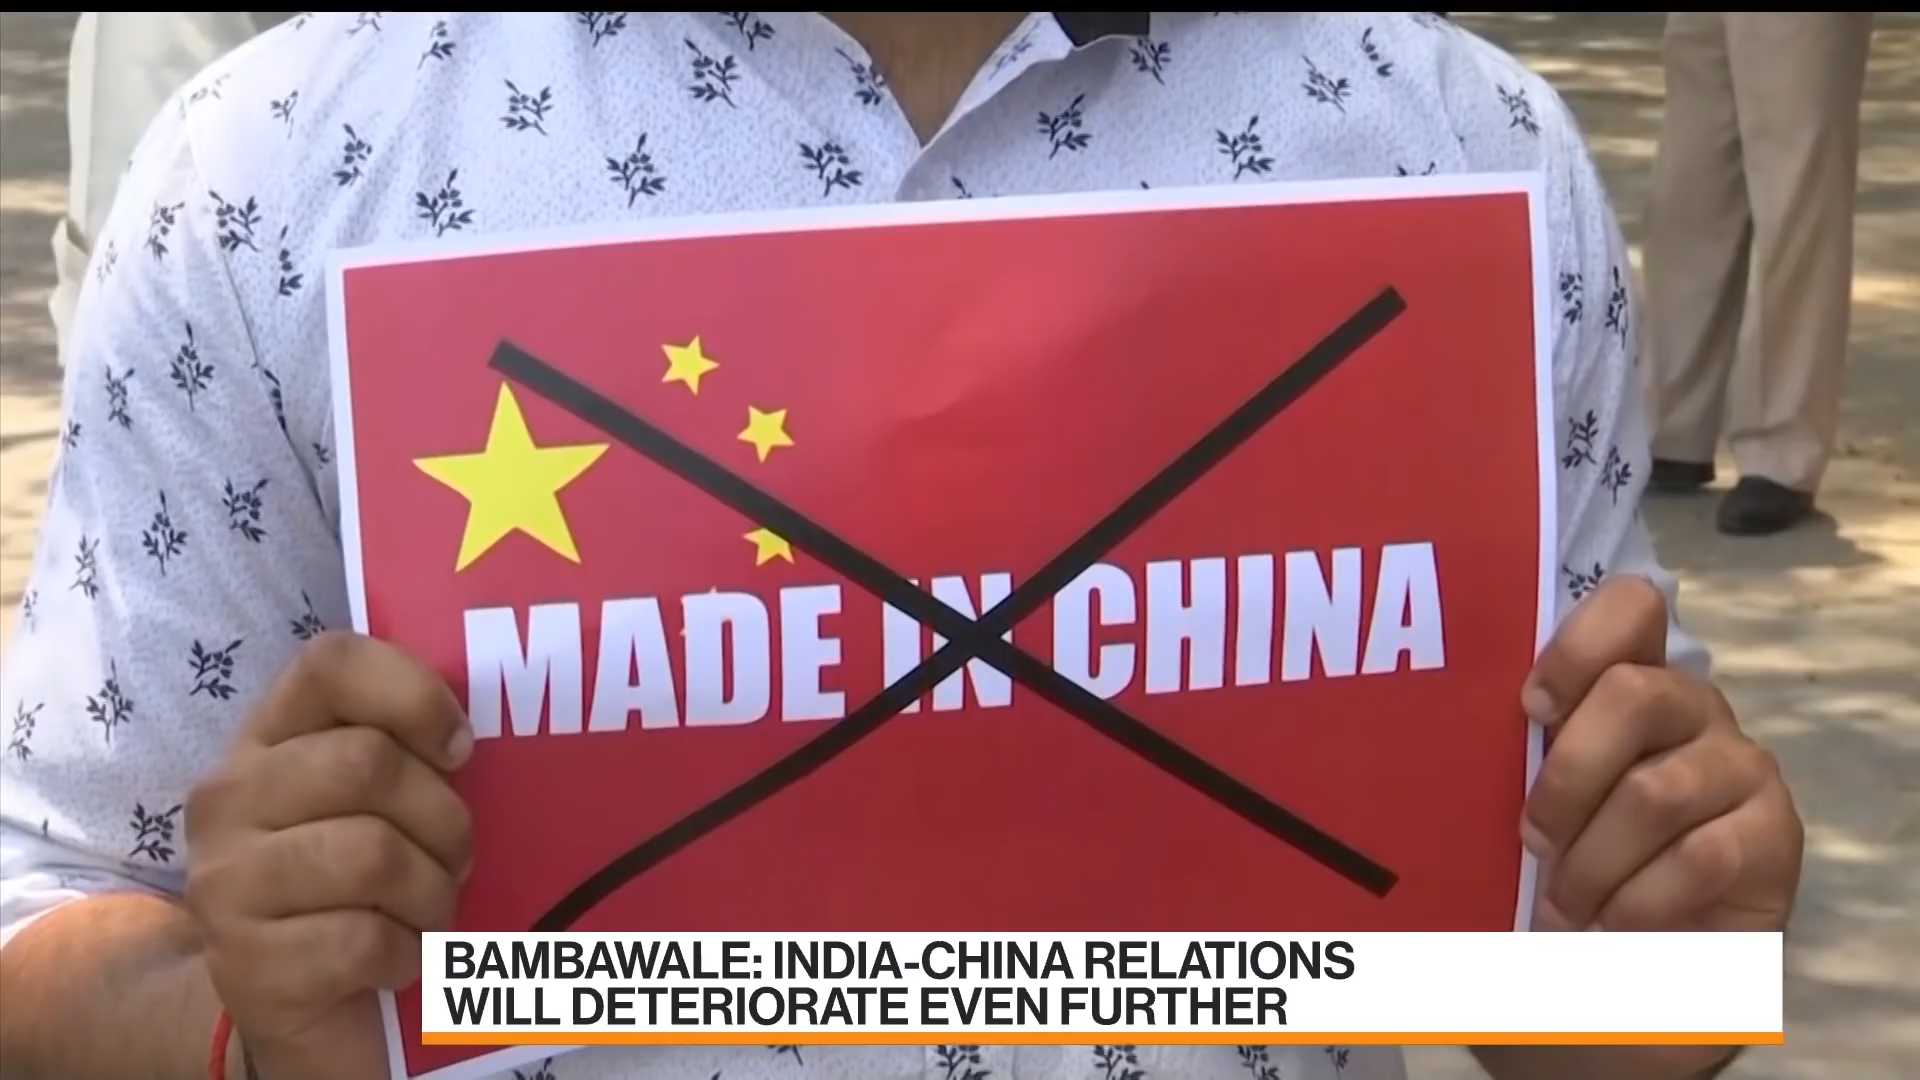 MADE IN CHINA
BAMBAWALE: INDIA-CHINA RELATIONS
WILL DETERIORATE EVEN FURTHER